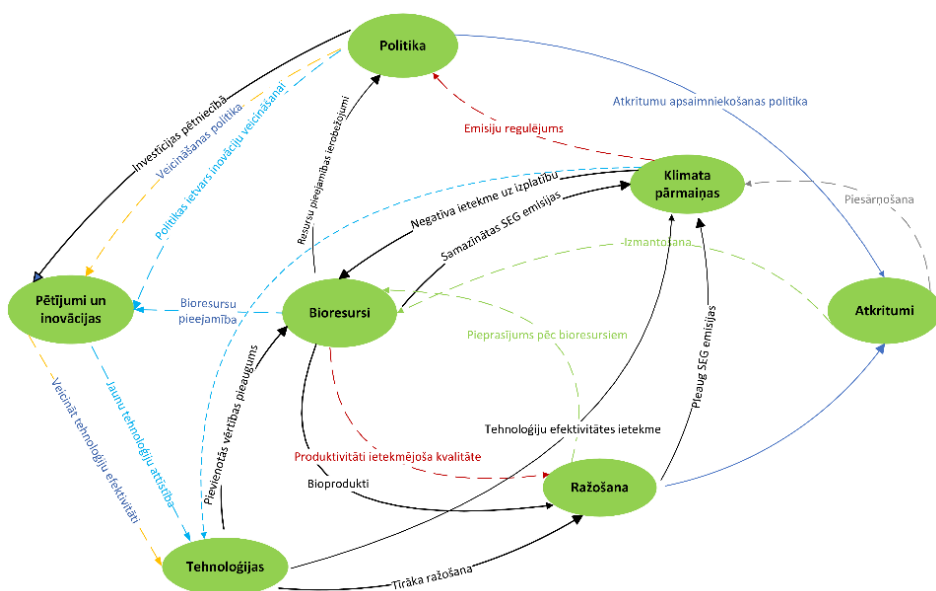 Politika
Atkritumu apsaimniekošanas politika
Investīcijas pētniecībā
Veicināšanas politika
Politikas ietvars inovāciju veicināšanai
Resursu pieejamības ierobežojumi
Emisiju regulējums
Klimata
pārmaiņas
Piesārņošana
Negatīva ietekme uz izplatību
Samazinātas SEG emisijas
Izmantošana
Pētījumi un
inovācijas
Bioresursu
pieejamība
Bioresursi
Atkritumi
Pieprasījums pēc bioresursiem
Pieaug SEG emisijas
Veicināt tehnoloģiju efektivitāti
Jaunu tehnoloģiju attīstība
Pievienotās vērtības pieaugums
Tehnoloģiju efektivitātes ietekme
Produktivitāti ietekmējoša kvalitāte
Bioprodukti
Ražošana
Tehnoloģijas
Tīrāka ražošana